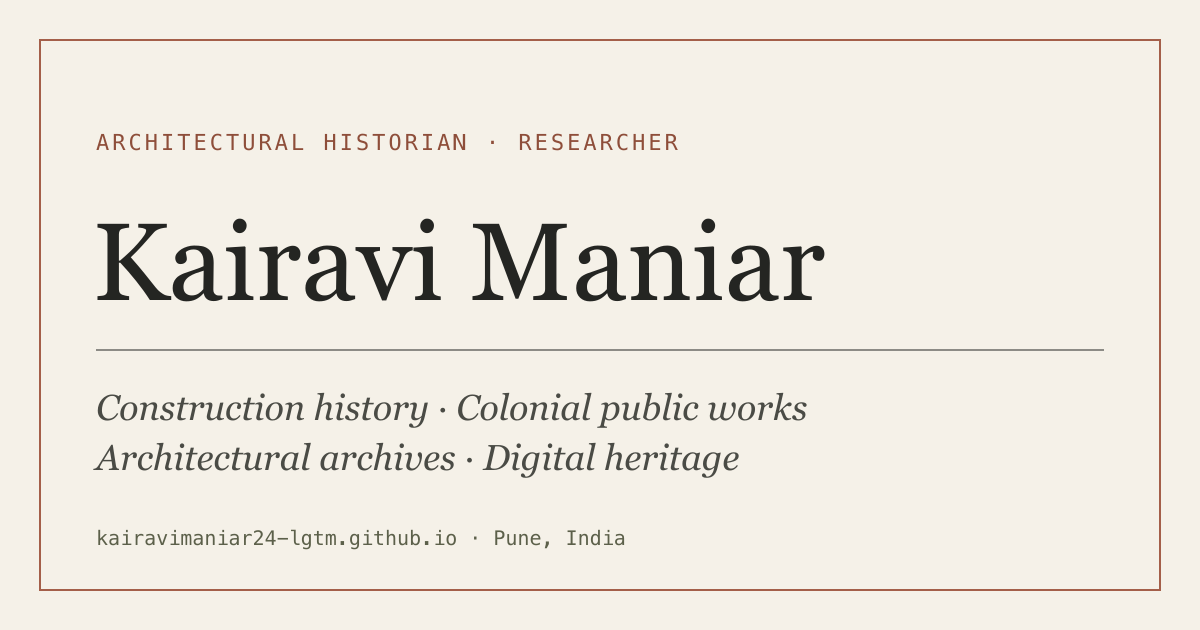 ARCHITECTURAL HISTORIAN · RESEARCHER
Kairavi Maniar
Construction history · Colonial public works
Architectural archives · Digital heritage
kairavimaniar24-lgtm.github.io · Pune, India